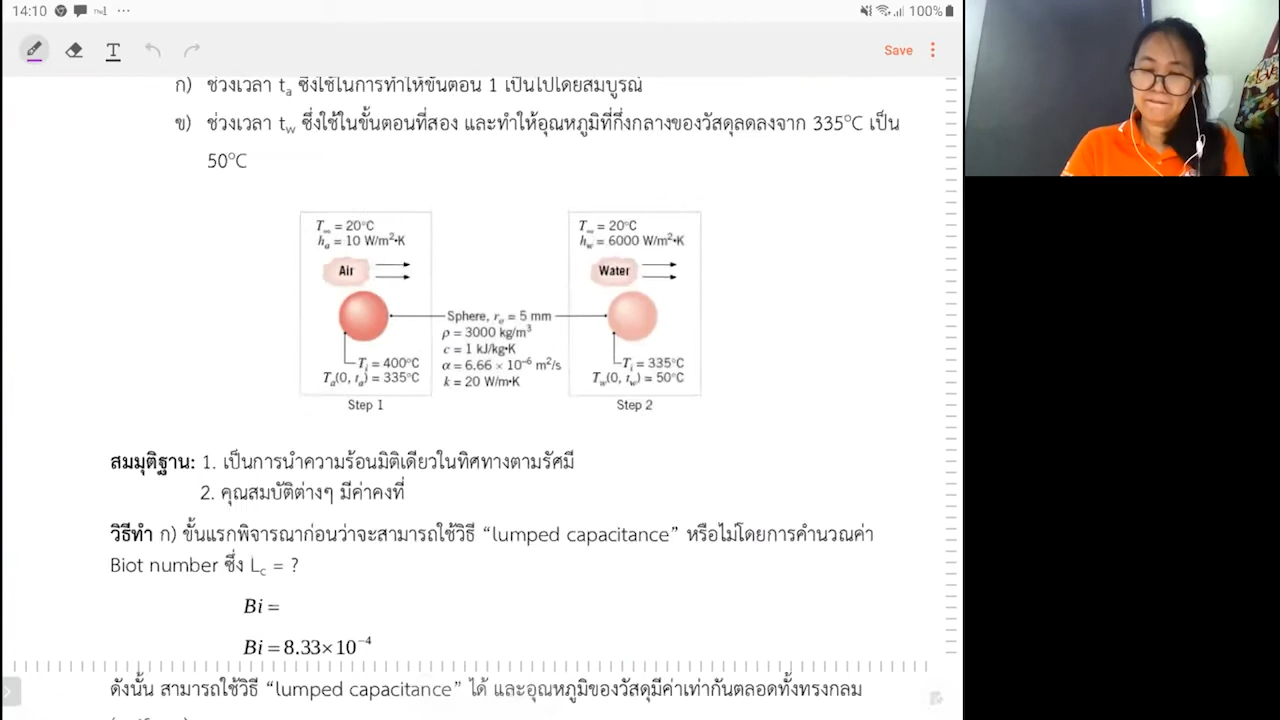 14:10
100%
Save
ก) ช่วงเวลา tₐ ซึ่งใช้ในการทำให้ขั้นตอน 1 เป็นไปโดยสมบูรณ์
ข) ช่วงเวลา t_w ซึ่งใช้ในขั้นตอนที่สอง และทำให้อุณหภูมิที่กึ่งกลางของวัสดุลดลงจาก 335°C เป็น
50°C
T∞ = 20°C
hₐ = 10 W/m²•K
Air
Tᵢ = 400°C
Tₐ(0, tₐ) = 335°C
Step 1
Sphere, rₒ = 5 mm
ρ = 3000 kg/m³
c = 1 kJ/kg•K
α = 6.66 × 10⁻⁶ m²/s
k = 20 W/m•K
T∞ = 20°C
h_w = 6000 W/m²•K
Water
Tᵢ = 335°C
T_w(0, t_w) = 50°C
Step 2
สมมุติฐาน: 1. เป็นการนำความร้อนมิติเดียวในทิศทางตามรัศมี
2. คุณสมบัติต่างๆ มีค่าคงที่
วิธีทำ ก) ขั้นแรกพิจารณาก่อนว่าจะสามารถใช้วิธี “lumped capacitance” หรือไม่โดยการคำนวณค่า
Biot number ซึ่ง L_c = ?
Bi =
Bi = 8.33×10⁻⁴
ดังนั้น สามารถใช้วิธี “lumped capacitance” ได้ และอุณหภูมิของวัสดุมีค่าเท่ากันตลอดทั้งทรงกลม